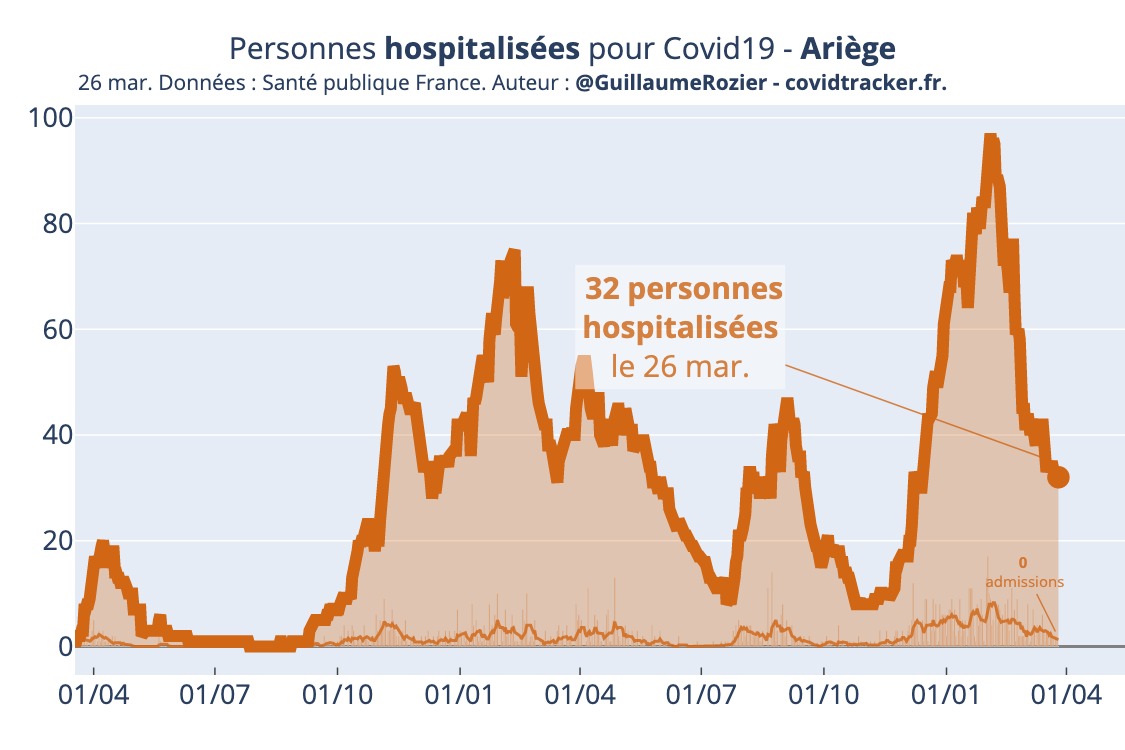 Personnes hospitalisées pour Covid19 - Ariège
26 mar. Données : Santé publique France. Auteur : @GuillaumeRozier - covidtracker.fr.
100
80
60
40
20
0
32 personnes
hospitalisées
le 26 mar.
0
admissions
01/04 01/07 01/10 01/01 01/04 01/07 01/10 01/01 01/04